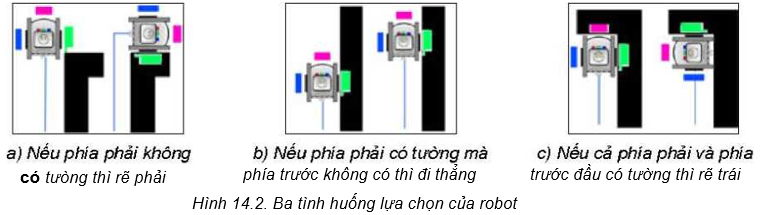 a) Nếu phía phải không
có tường thì rẽ phải
b) Nếu phía phải có tường mà
phía trước không có thì đi thẳng
c) Nếu cả phía phải và phía
trước đầu có tường thì rẽ trái
Hình 14.2. Ba tình huống lựa chọn của robot